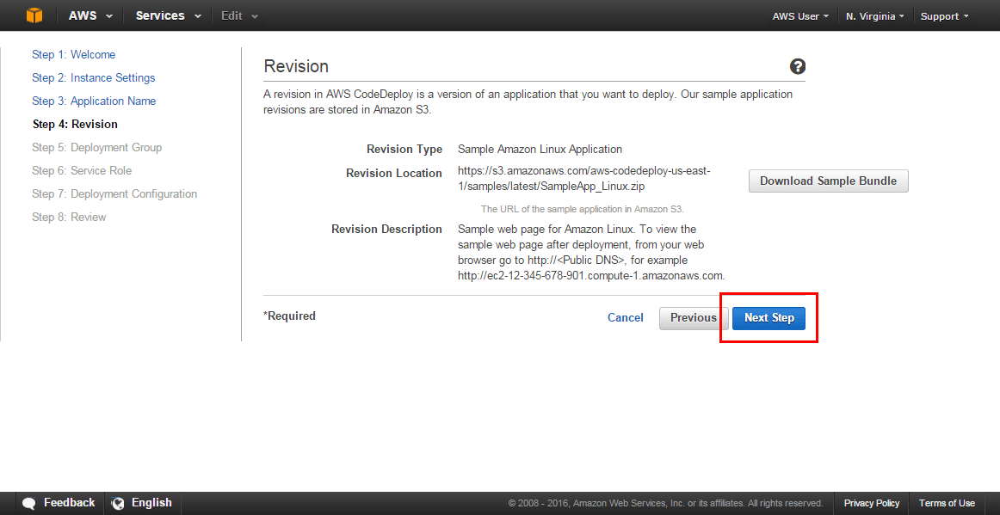 AWS Services Edit AWS User N. Virginia Support
Step 1: Welcome
Step 2: Instance Settings
Step 3: Application Name
Step 4: Revision
Step 5: Deployment Group
Step 6: Service Role
Step 7: Deployment Configuration
Step 8: Review
Revision ?
A revision in AWS CodeDeploy is a version of an application that you want to deploy. Our sample application
revisions are stored in Amazon S3.
Revision Type Sample Amazon Linux Application
Revision Location https://s3.amazonaws.com/aws-codedeploy-us-east-
1/samples/latest/SampleApp_Linux.zip
Download Sample Bundle
The URL of the sample application in Amazon S3.
Revision Description Sample web page for Amazon Linux. To view the
sample web page after deployment, from your web
browser go to http://<Public DNS>, for example
http://ec2-12-345-678-901.compute-1.amazonaws.com.
*Required Cancel Previous Next Step
Feedback English © 2008 - 2016, Amazon Web Services, Inc. or its affiliates. All rights reserved. Privacy Policy Terms of Use